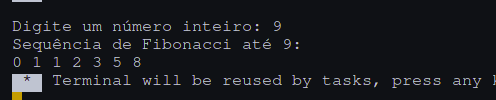 Digite um número inteiro: 9
Sequência de Fibonacci até 9:
0 1 1 2 3 5 8
* Terminal will be reused by tasks, press any